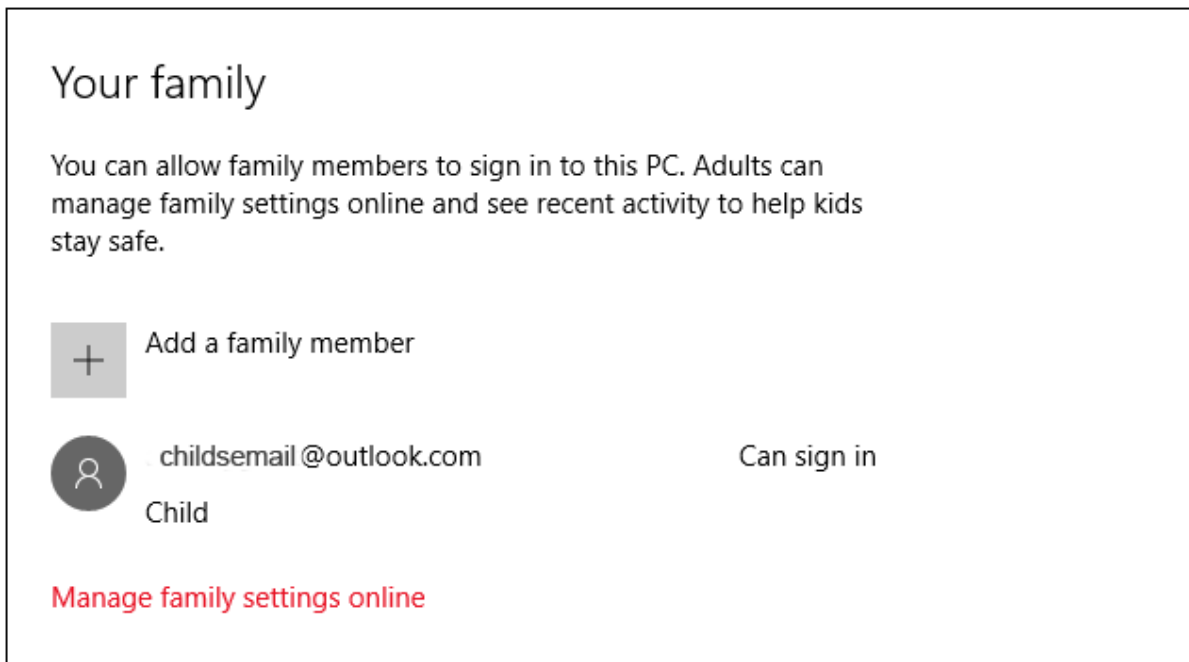 Your family
You can allow family members to sign in to this PC. Adults can
manage family settings online and see recent activity to help kids
stay safe.
Add a family member
childsemail@outlook.com Can sign in
Child
Manage family settings online